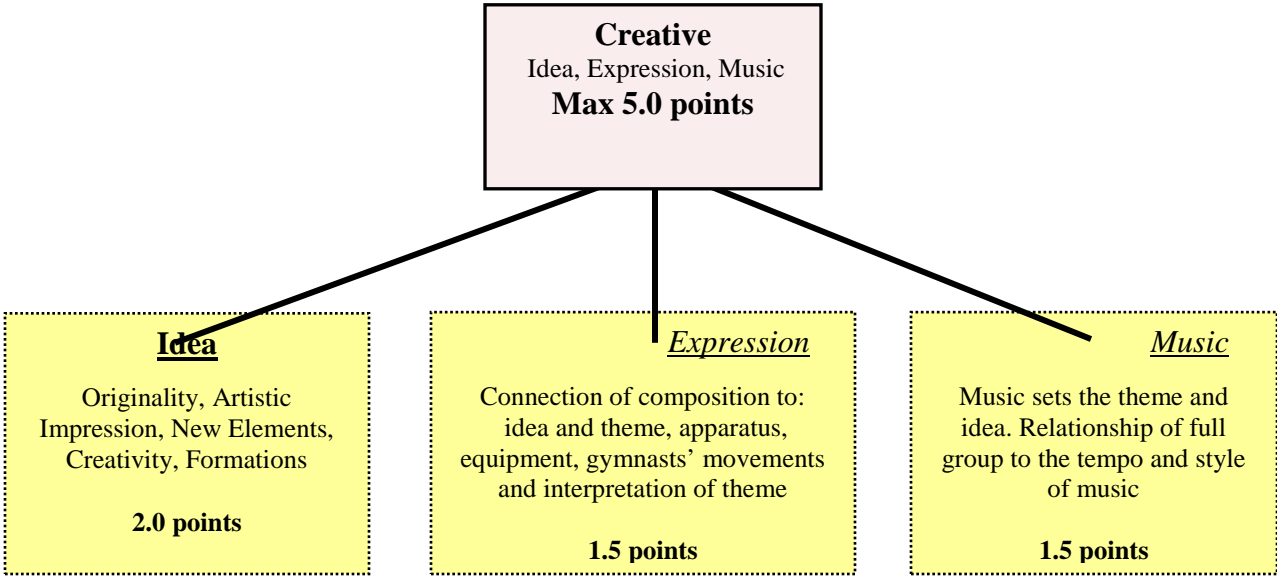 Creative
Idea, Expression, Music
Max 5.0 points
Idea
Originality, Artistic
Impression, New Elements,
Creativity, Formations
2.0 points
Expression
Connection of composition to:
idea and theme, apparatus,
equipment, gymnasts’ movements
and interpretation of theme
1.5 points
Music
Music sets the theme and
idea. Relationship of full
group to the tempo and style
of music
1.5 points